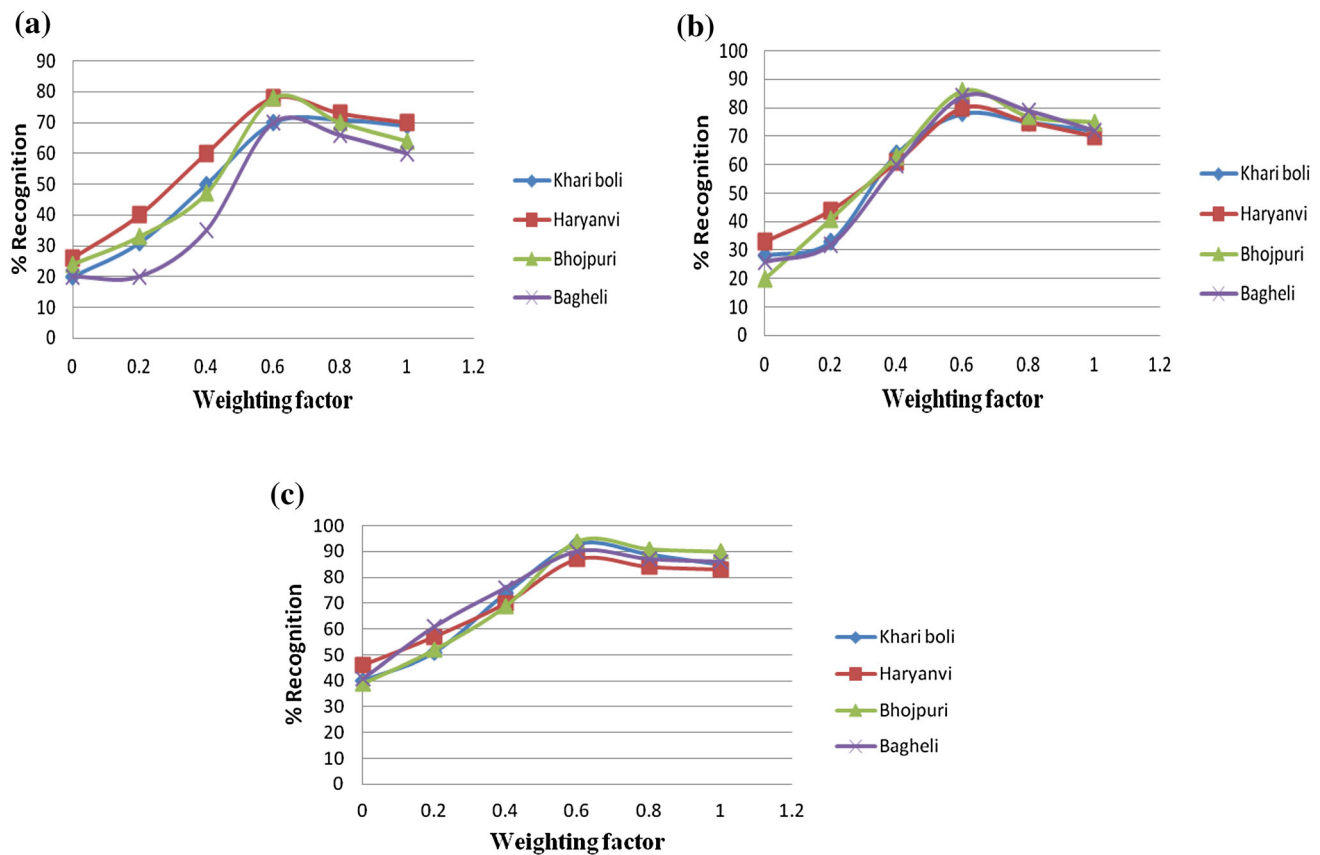 (a)
% Recognition
90
80
70
60
50
40
30
20
10
0
0 0.2 0.4 0.6 0.8 1 1.2
Weighting factor
Khari boli
Haryanvi
Bhojpuri
Bagheli
(b)
% Recognition
100
90
80
70
60
50
40
30
20
10
0
0 0.2 0.4 0.6 0.8 1 1.2
Weighting factor
Khari boli
Haryanvi
Bhojpuri
Bagheli
(c)
% Recognition
100
90
80
70
60
50
40
30
20
10
0
0 0.2 0.4 0.6 0.8 1 1.2
Weighting factor
Khari boli
Haryanvi
Bhojpuri
Bagheli